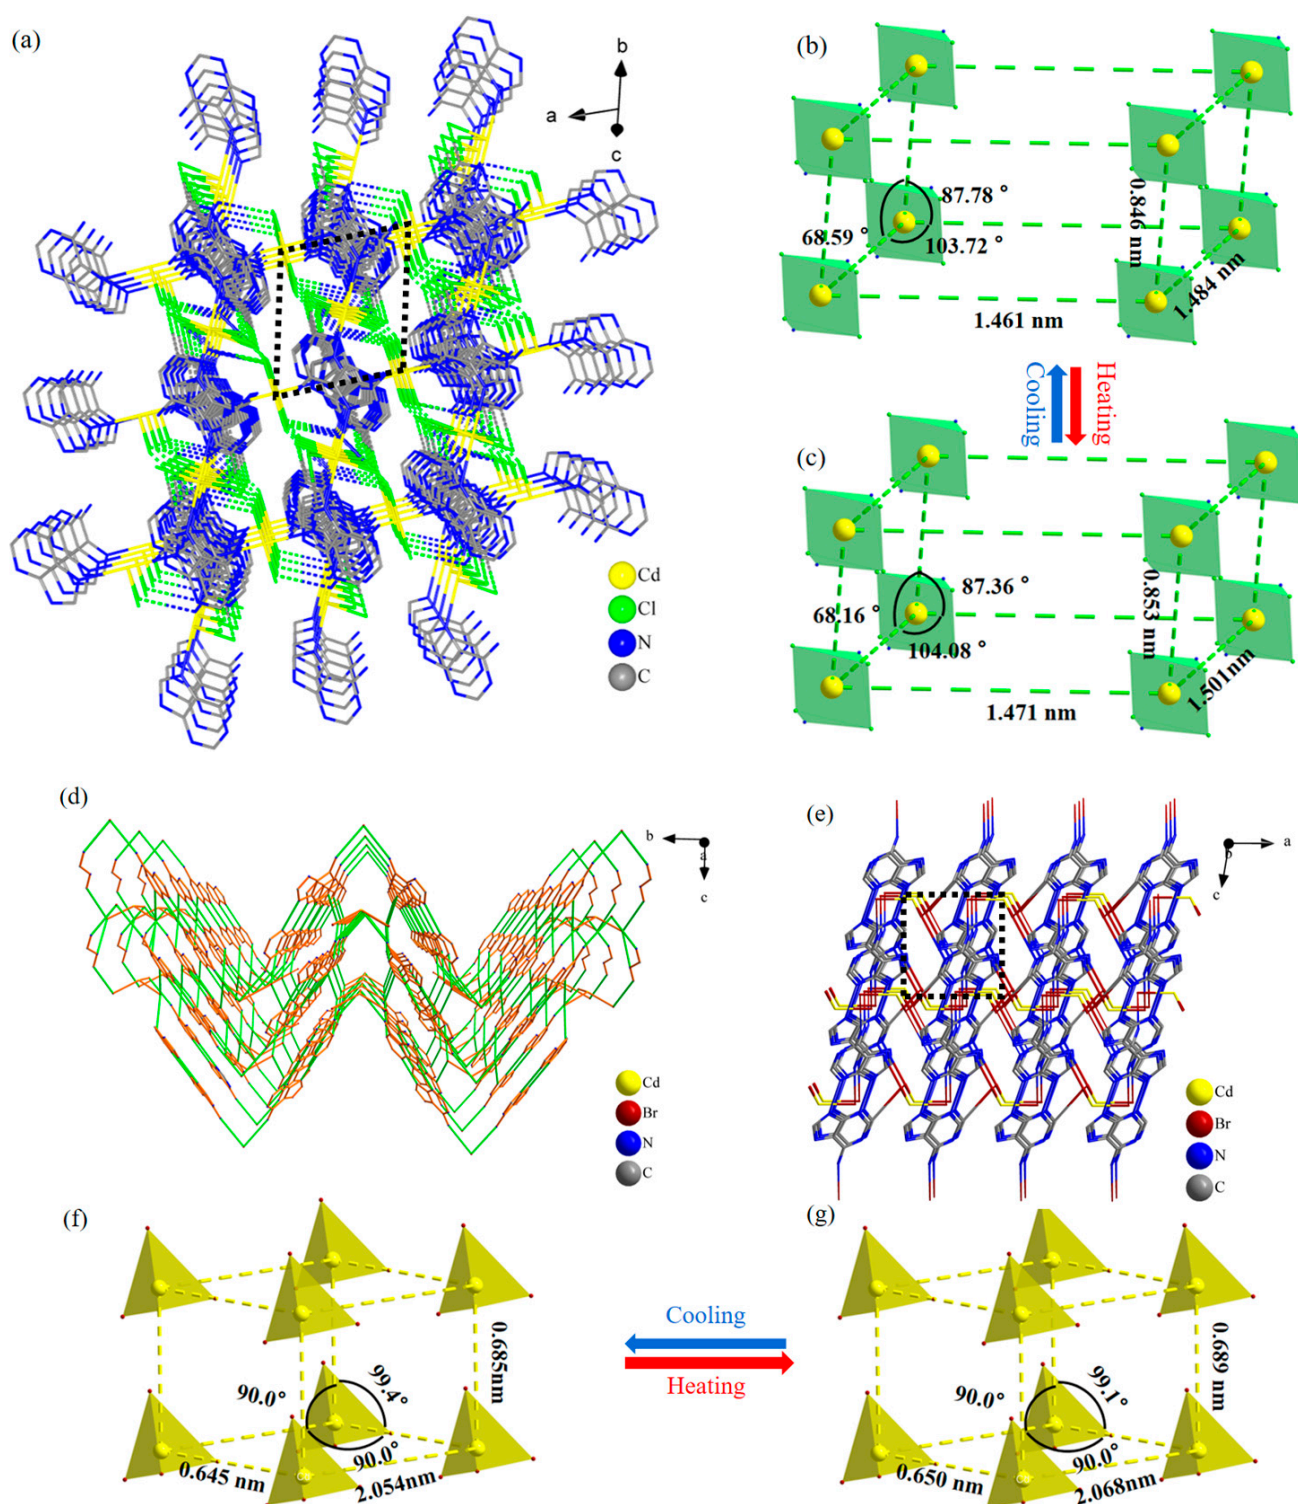 (a)
b
a
c
Cd
Cl
N
C
(b)
87.78 °
68.59 °
103.72 °
0.846 nm
1.484 nm
1.461 nm
Cooling
Heating
(c)
87.36 °
68.16 °
104.08 °
0.853 nm
1.501nm
1.471 nm
(d)
b
a
c
Cd
Br
N
C
(e)
a
b
c
Cd
Br
N
C
(f)
0.685nm
99.4°
90.0°
90.0°
0.645 nm
2.054nm
Cooling
Heating
(g)
0.689 nm
99.1°
90.0°
90.0°
0.650 nm
2.068nm